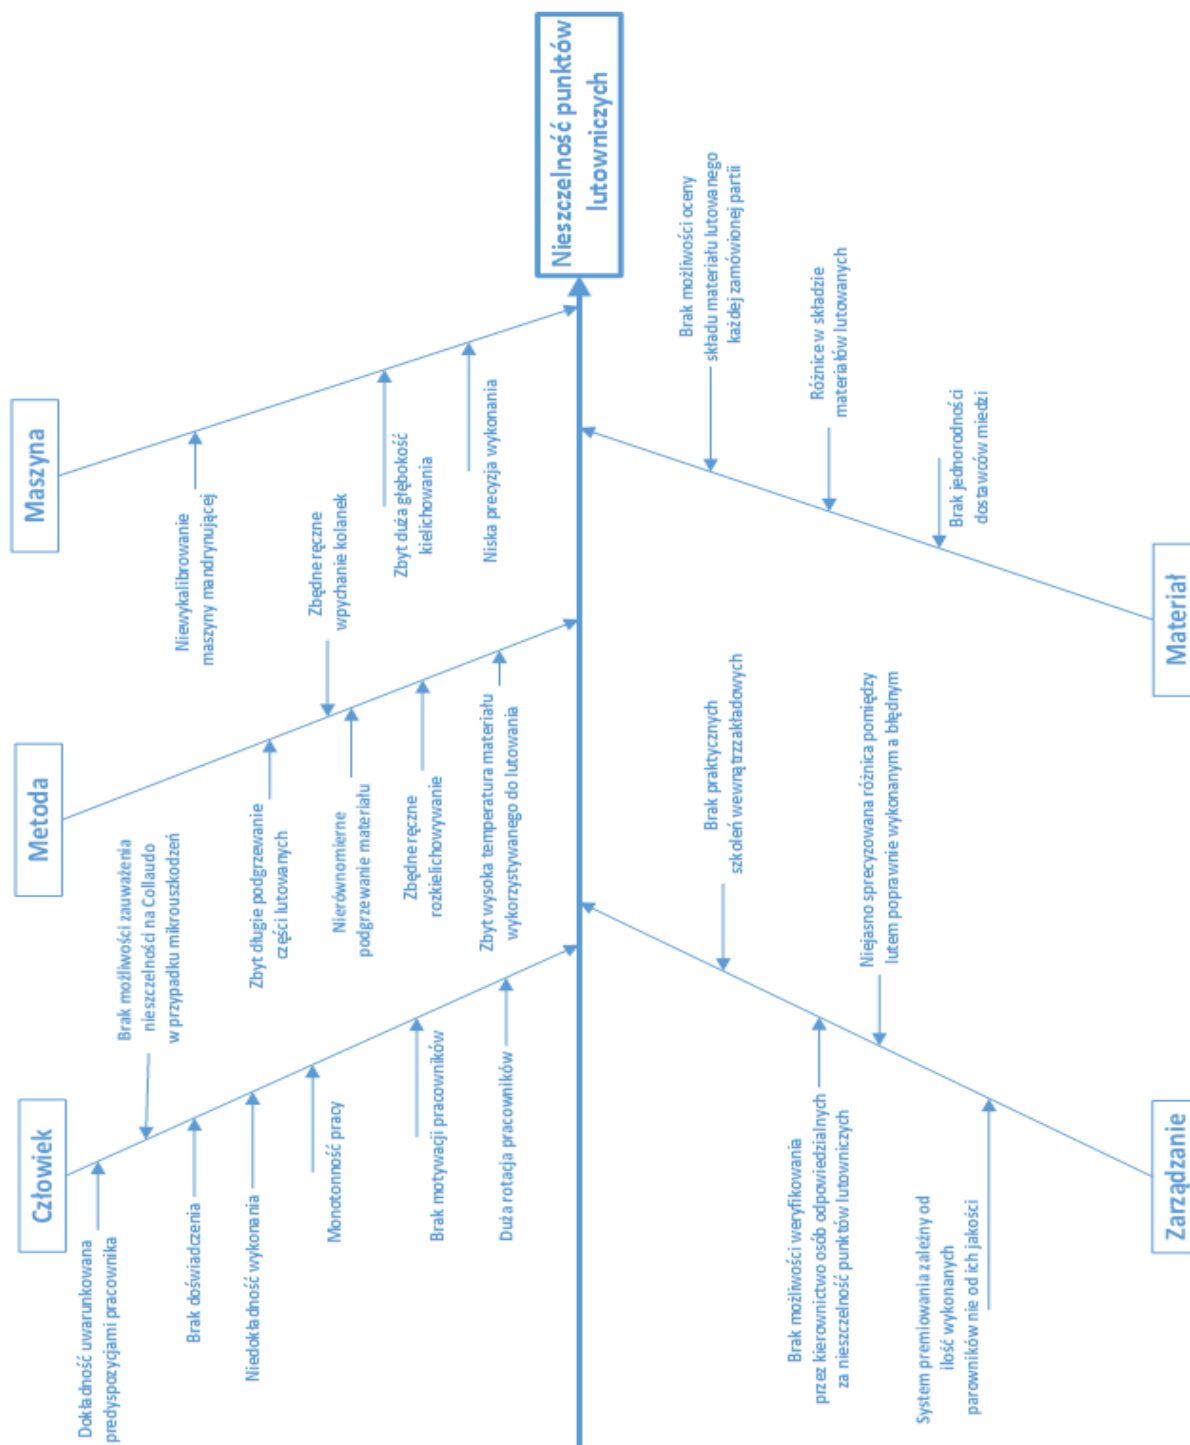 Człowiek
Dokładność uwarunkowana
predyspozycjami pracownika
Brak możliwości zauważenia
nieszczelności na Collaudo
w przypadku mikrouszkodzeń
Brak doświadczenia
Niedokładność wykonania
Monotonność pracy
Brak motywacji pracowników
Duża rotacja pracowników
Metoda
Zbyt długie podgrzewanie
części lutowanych
Zbędne ręczne
wpychanie kolanek
Nierównomierne
podgrzewanie materiału
Zbędne ręczne
rozkielichowywanie
Zbyt wysoka temperatura materiału
wykorzystywanego do lutowania
Maszyna
Niewykalibrowanie
maszyny mandrynującej
Zbyt duża głębokość
kielichowania
Niska precyzja wykonania
Nieszczelność punktów
lutowniczych
Brak praktycznych
szkoleń wewnątrzzakładowych
Brak możliwości weryfikowania
przez kierownictwo osób odpowiedzialnych
za nieszczelność punktów lutowniczych
Niejasno sprecyzowana różnica pomiędzy
lutem poprawnie wykonanym a błędnym
System premiowania zależny od
ilość wykonanych
parowników nie od ich jakości
Zarządzanie
Brak możliwości oceny
składu materiału lutowanego
każdej zamówionej partii
Różnice w składzie
materiałów lutowanych
Brak jednorodności
dostawców miedzi
Materiał